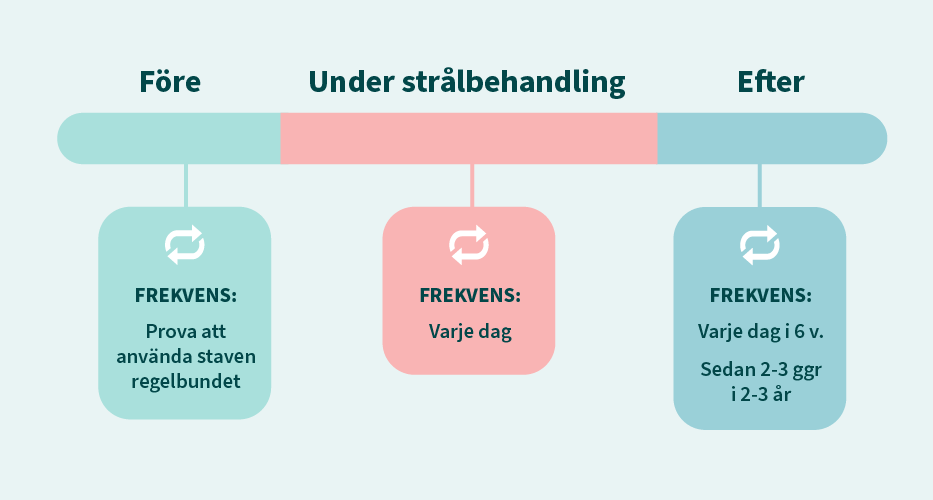 Före
Under strålbehandling
Efter
FREKVENS:
Prova att
använda staven
regelbundet
FREKVENS:
Varje dag
FREKVENS:
Varje dag i 6 v.
Sedan 2-3 ggr
i 2-3 år